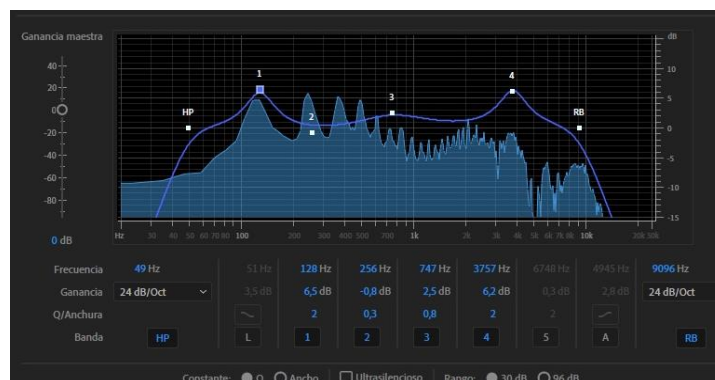 Ganancia maestra
dB
40
20
0
-20
-40
-60
-80
0 dB
HP
1
2
3
4
RB
10
5
0
-5
-10
-15
Hz 30 40 50 60 70 80 100 200 300 400 500 700 1k 2k 3k 4k 5k 6k 7k 8k 10k 20k 30k
Frecuencia 49 Hz 51 Hz 128 Hz 256 Hz 747 Hz 3757 Hz 6748 Hz 4945 Hz 9096 Hz
Ganancia 24 dB/Oct 3,5 dB 6,5 dB -0,8 dB 2,5 dB 6,2 dB 0,3 dB 2,8 dB 24 dB/Oct
Q/Anchura 2 0,3 0,8 2 2
Banda HP L 1 2 3 4 5 A RB
Constante: Q Ancho Ultrasilencioso Rango: 30 dB 96 dB